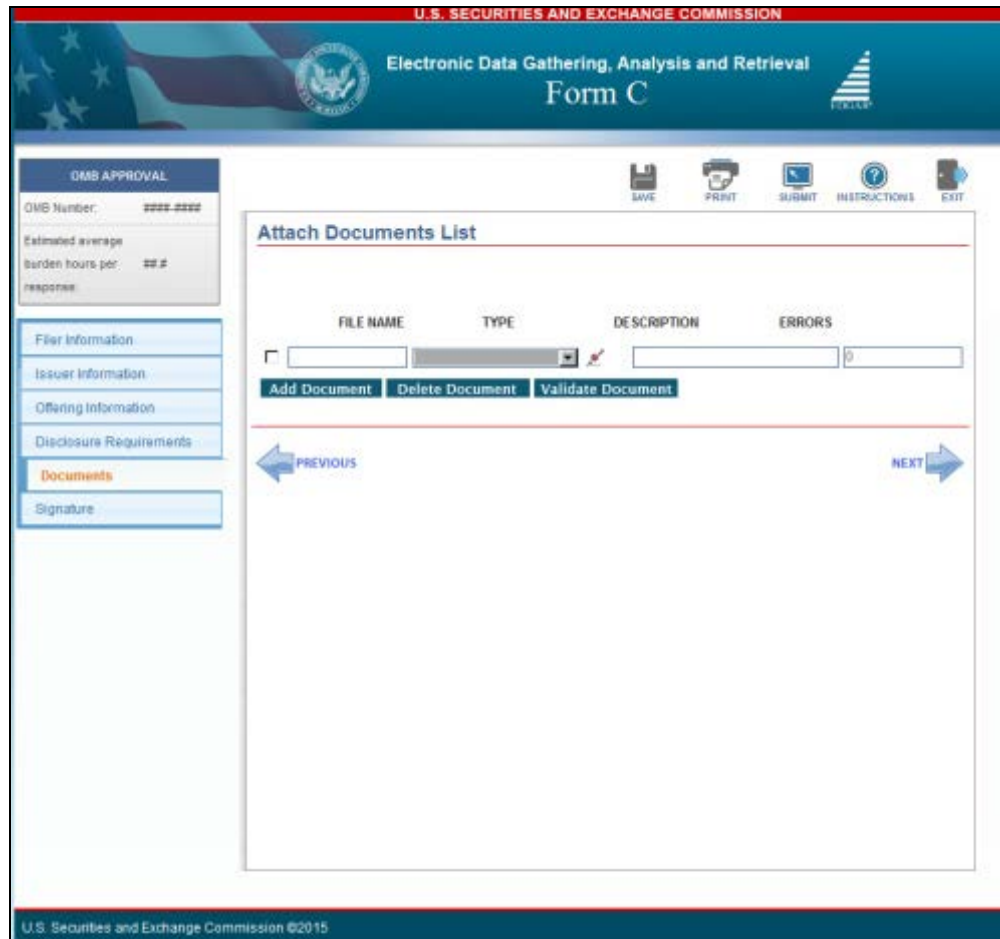 U.S. SECURITIES AND EXCHANGE COMMISSION
Electronic Data Gathering, Analysis and Retrieval
Form C
EDGAR
OMB APPROVAL
OMB Number: ####-####
Estimated average
burden hours per ##.#
response:
SAVE PRINT SUBMIT INSTRUCTIONS EXIT
Filer Information
Issuer Information
Offering Information
Disclosure Requirements
Documents
Signature
Attach Documents List
FILE NAME TYPE DESCRIPTION ERRORS
0
Add Document Delete Document Validate Document
PREVIOUS NEXT
U.S. Securities and Exchange Commission ©2015